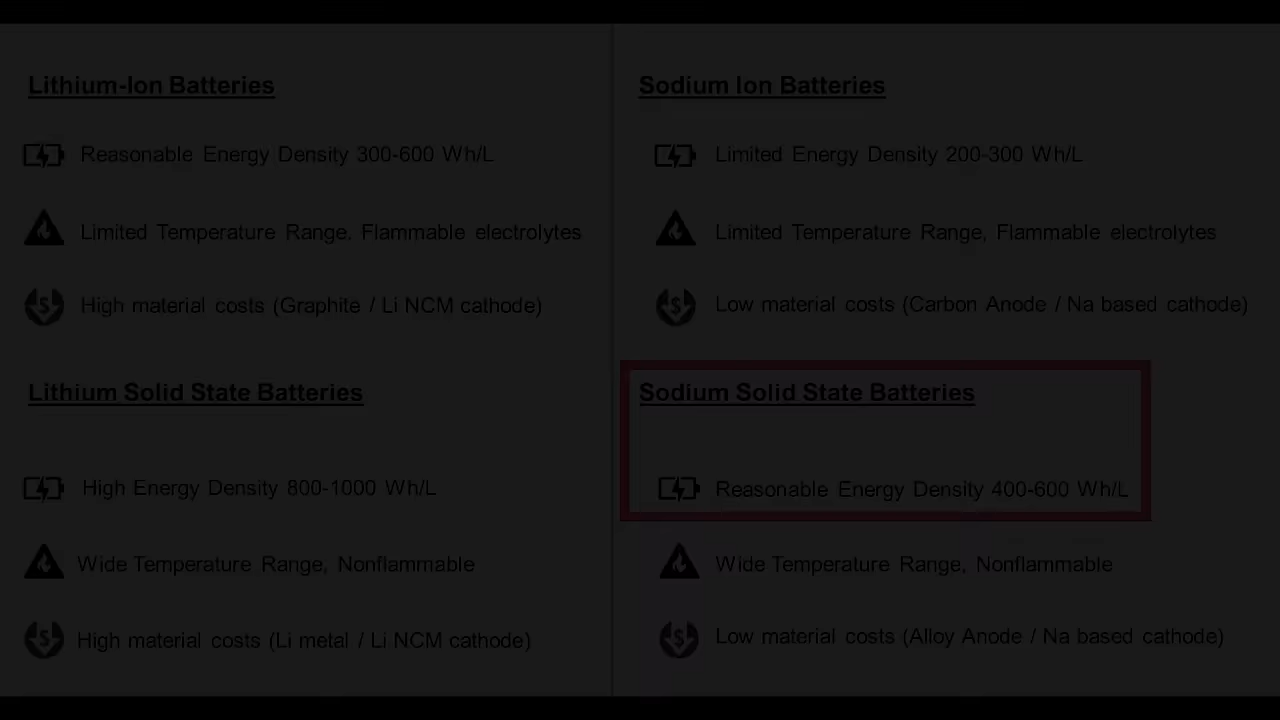 Lithium-Ion Batteries
Reasonable Energy Density 300-600 Wh/L
Limited Temperature Range. Flammable electrolytes
High material costs (Graphite / Li NCM cathode)
Sodium Ion Batteries
Limited Energy Density 200-300 Wh/L
Limited Temperature Range, Flammable electrolytes
Low material costs (Carbon Anode / Na based cathode)
Lithium Solid State Batteries
High Energy Density 800-1000 Wh/L
Wide Temperature Range, Nonflammable
High material costs (Li metal / Li NCM cathode)
Sodium Solid State Batteries
Reasonable Energy Density 400-600 Wh/L
Wide Temperature Range, Nonflammable
Low material costs (Alloy Anode / Na based cathode)